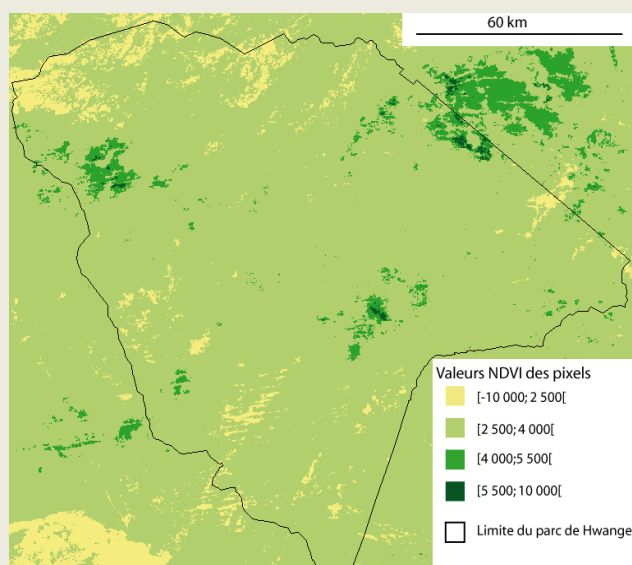 60 km
Valeurs NDVI des pixels
[-10 000; 2 500[
[2 500; 4 000[
[4 000;5 500[
[5 500; 10 000[
Limite du parc de Hwange